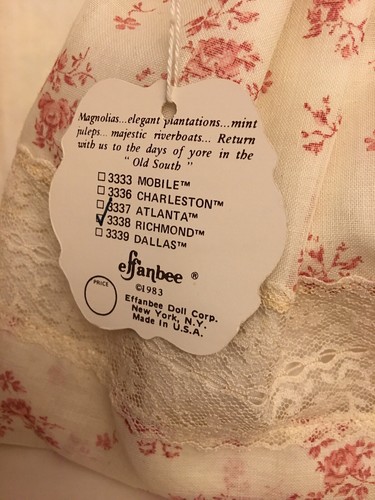 Magnolias...elegant plantations...mint
juleps... majestic riverboats... Return
with us to the days of yore in the
" Old South "
3333 MOBILE™
3336 CHARLESTON™
3337 ATLANTA™
3338 RICHMOND™
3339 DALLAS™
effanbee ®
©1983
PRICE
Effanbee Doll Corp.
New York, N.Y.
Made in U.S.A.